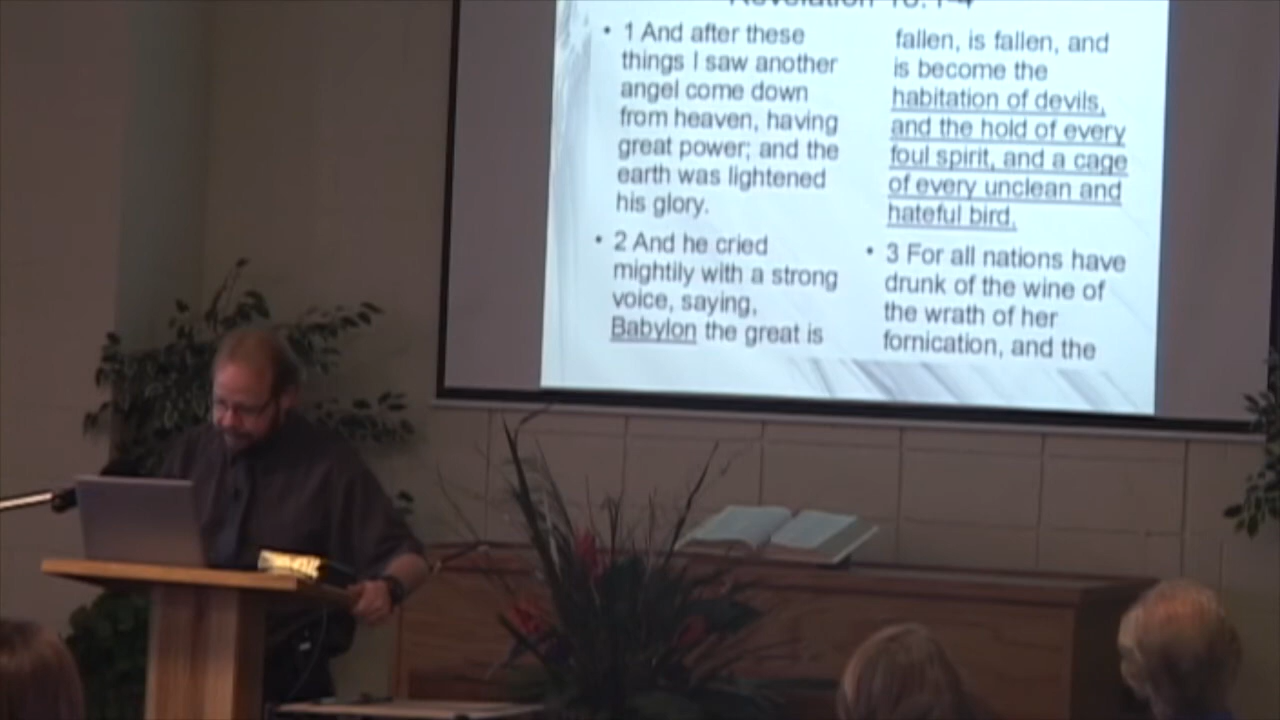 Revelation 18:1-4
• 1 And after these
things I saw another
angel come down
from heaven, having
great power; and the
earth was lightened
his glory.
• 2 And he cried
mightily with a strong
voice, saying,
Babylon the great is
fallen, is fallen, and
is become the
habitation of devils,
and the hold of every
foul spirit, and a cage
of every unclean and
hateful bird.
• 3 For all nations have
drunk of the wine of
the wrath of her
fornication, and the